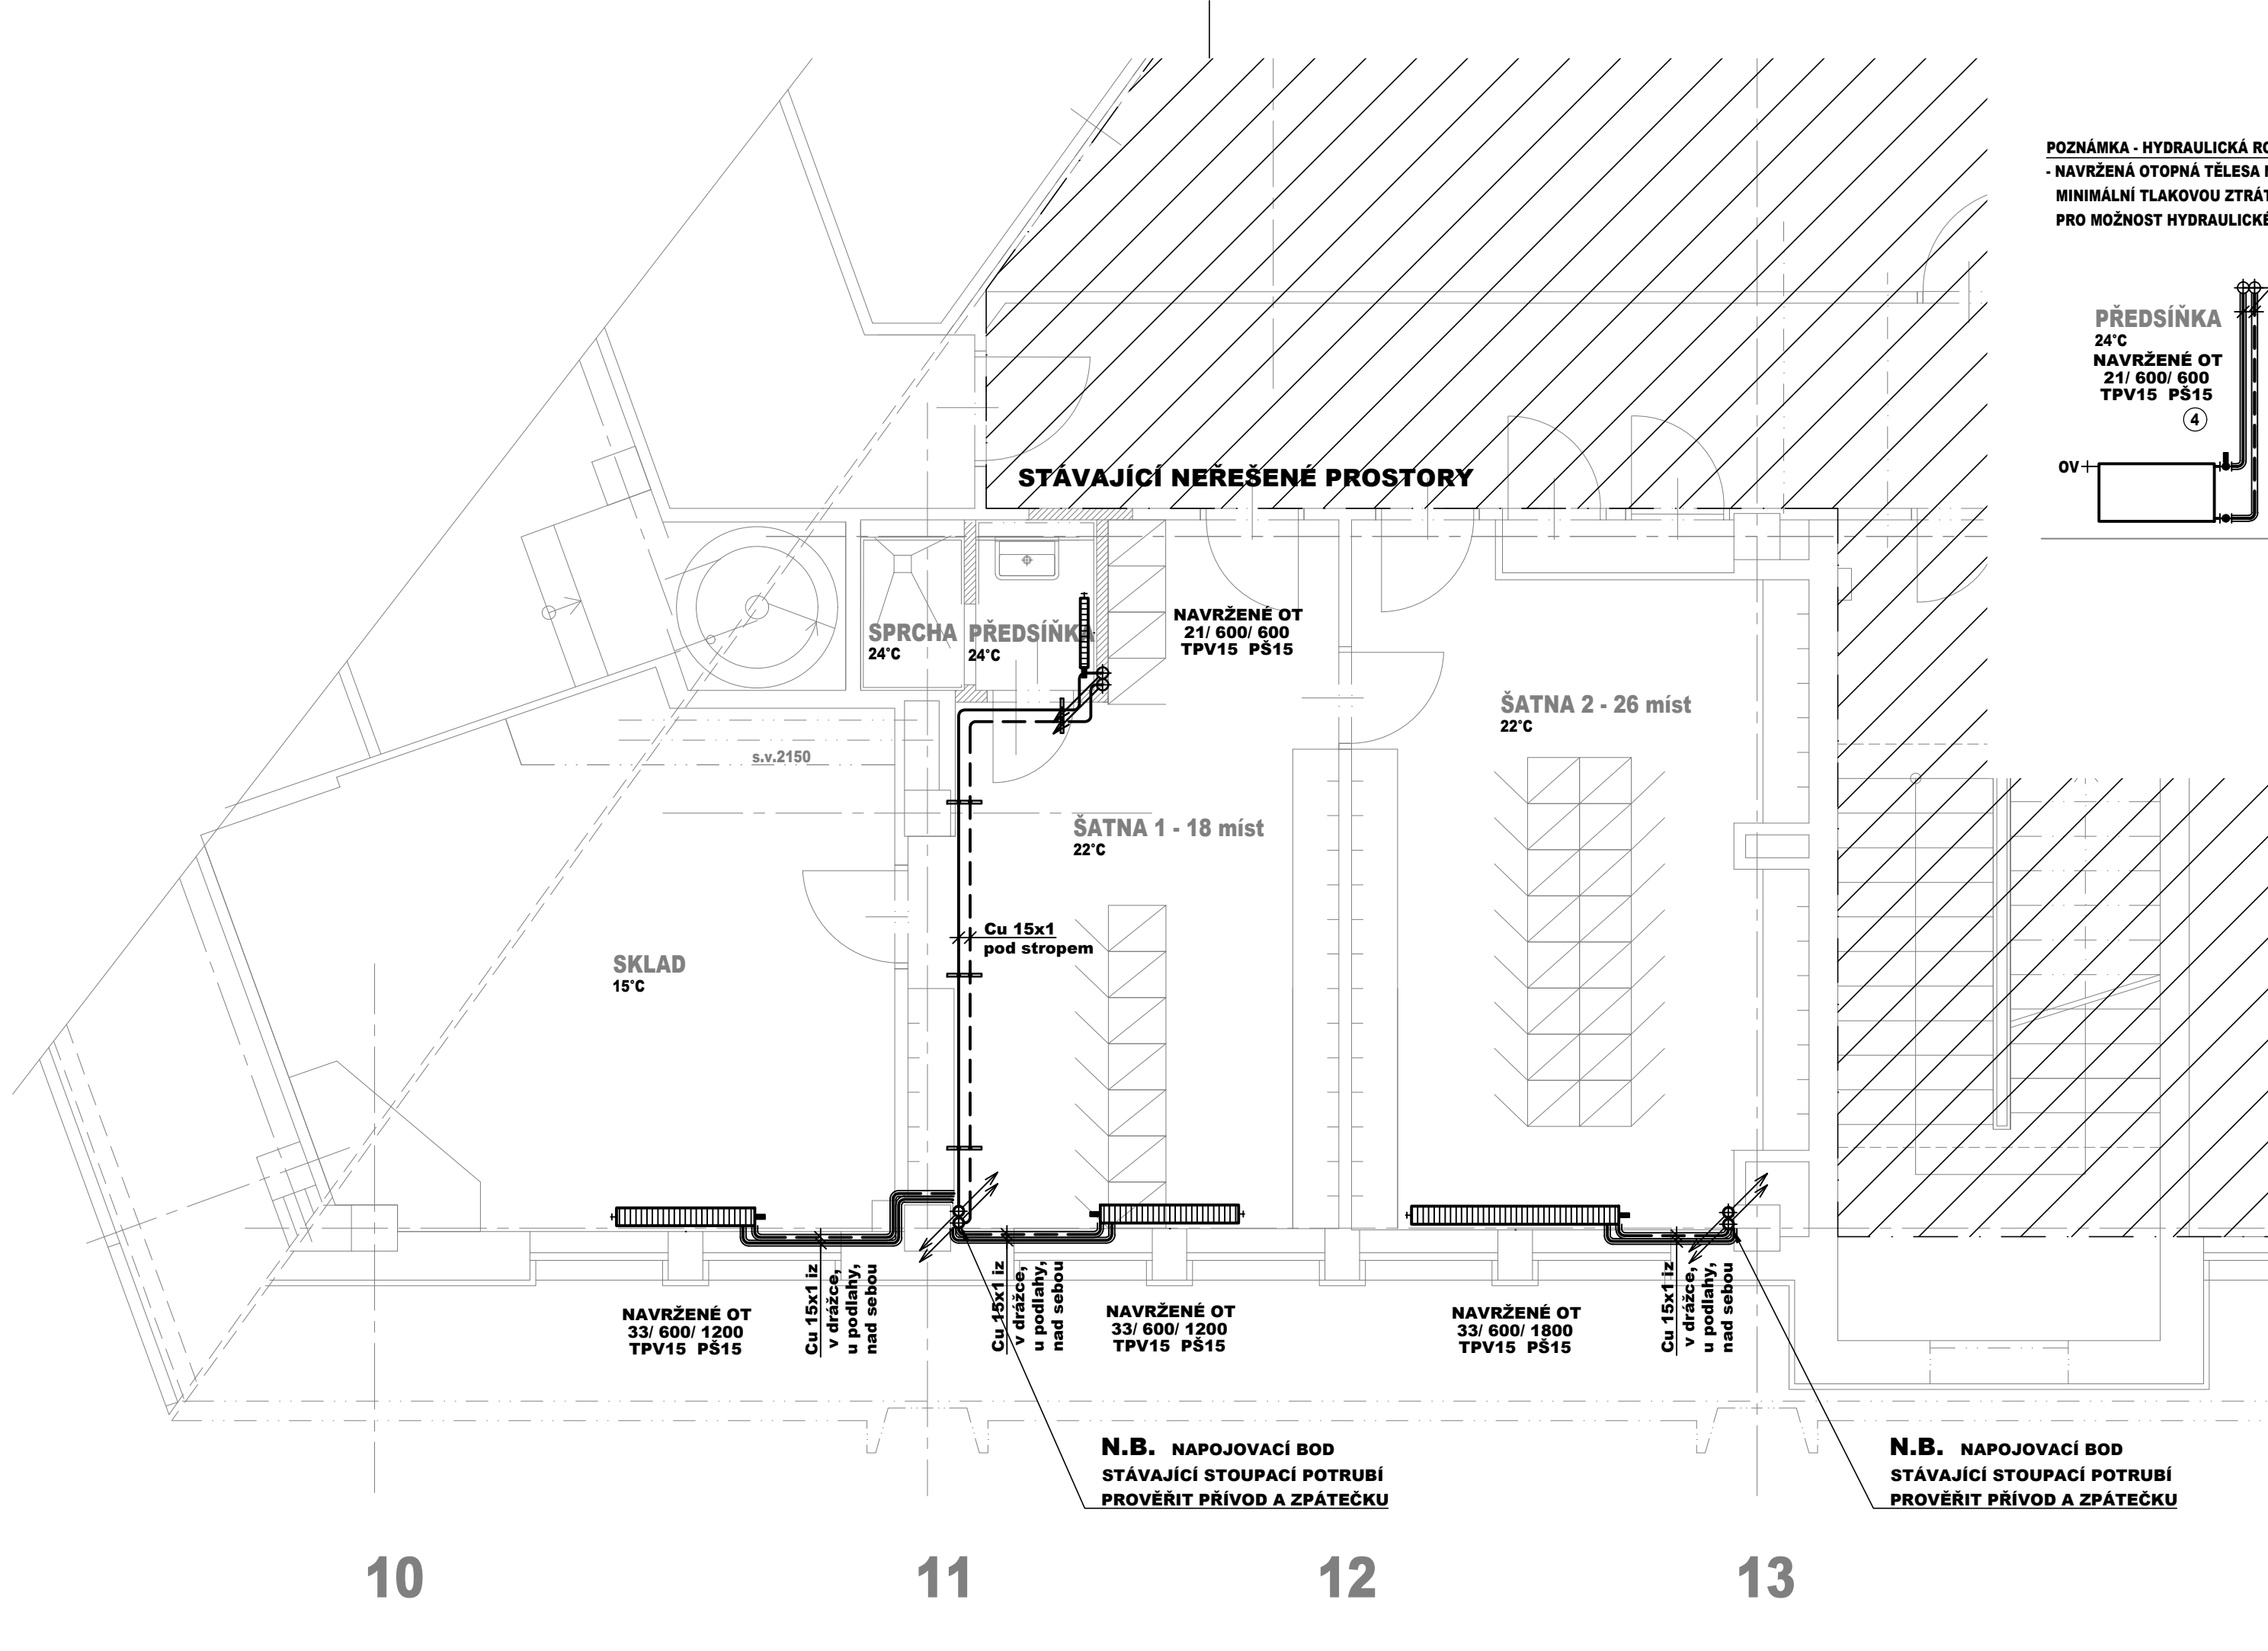 POZNÁMKA - HYDRAULICKÁ
- NAVRŽENÁ OTOPNÁ TĚLESA
MINIMÁLNÍ TLAKOVOU
PRO MOŽNOST
PŘEDSÍŇKA
24°C
NAVRŽENÉ OT
21/ 600/ 600
TPV15 PŠ15
4
OV
STÁVAJÍCÍ NEŘEŠENÉ PROSTORY
SPRCHA
24°C
PŘEDSÍŇKA
24°C
NAVRŽENÉ OT
21/ 600/ 600
TPV15 PŠ15
ŠATNA 2 - 26 míst
22°C
s.v.2150
ŠATNA 1 - 18 míst
22°C
Cu 15x1
pod stropem
SKLAD
15°C
NAVRŽENÉ OT
33/ 600/ 1200
TPV15 PŠ15
Cu 15x1 iz
v drážce,
u podlahy,
nad sebou
Cu 15x1 iz
v drážce,
u podlahy,
nad sebou
NAVRŽENÉ OT
33/ 600/ 1200
TPV15 PŠ15
NAVRŽENÉ OT
33/ 600/ 1800
TPV15 PŠ15
Cu 15x1 iz
v drážce,
u podlahy,
nad sebou
N.B. NAPOJOVACÍ BOD
STÁVAJÍCÍ STOUPACÍ POTRUBÍ
PROVĚŘIT PŘÍVOD A ZPÁTEČKU
N.B. NAPOJOVACÍ BOD
STÁVAJÍCÍ STOUPACÍ POTRUBÍ
PROVĚŘIT PŘÍVOD A ZPÁTEČKU
10
11
12
13